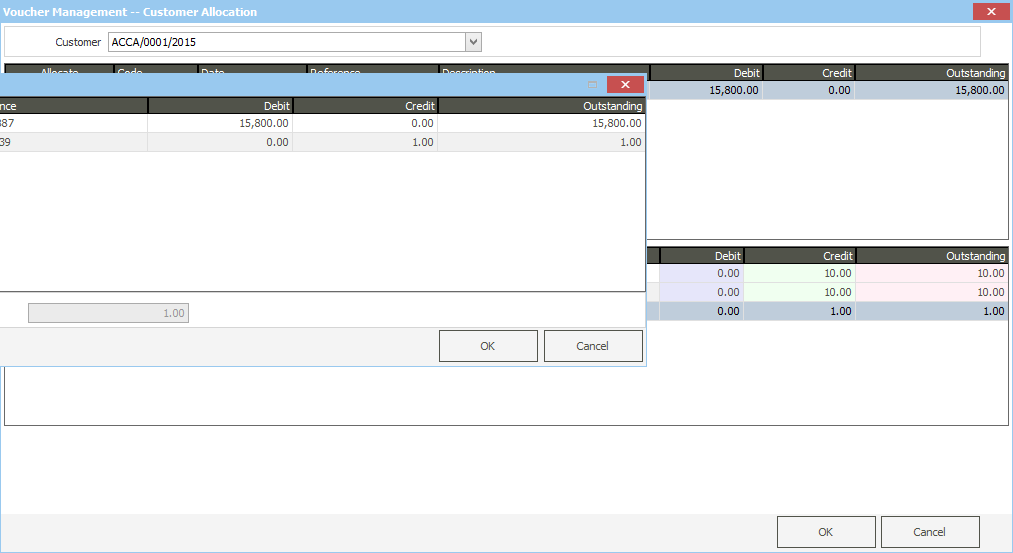 Voucher Management -- Customer Allocation
Customer ACCA/0001/2015
Allocate Code Date Reference Description Debit Credit Outstanding
15,800.00 0.00 15,800.00
nce Debit Credit Outstanding
387 15,800.00 0.00 15,800.00
39 0.00 1.00 1.00
1.00
OK Cancel
Debit Credit Outstanding
0.00 10.00 10.00
0.00 10.00 10.00
0.00 1.00 1.00
OK Cancel